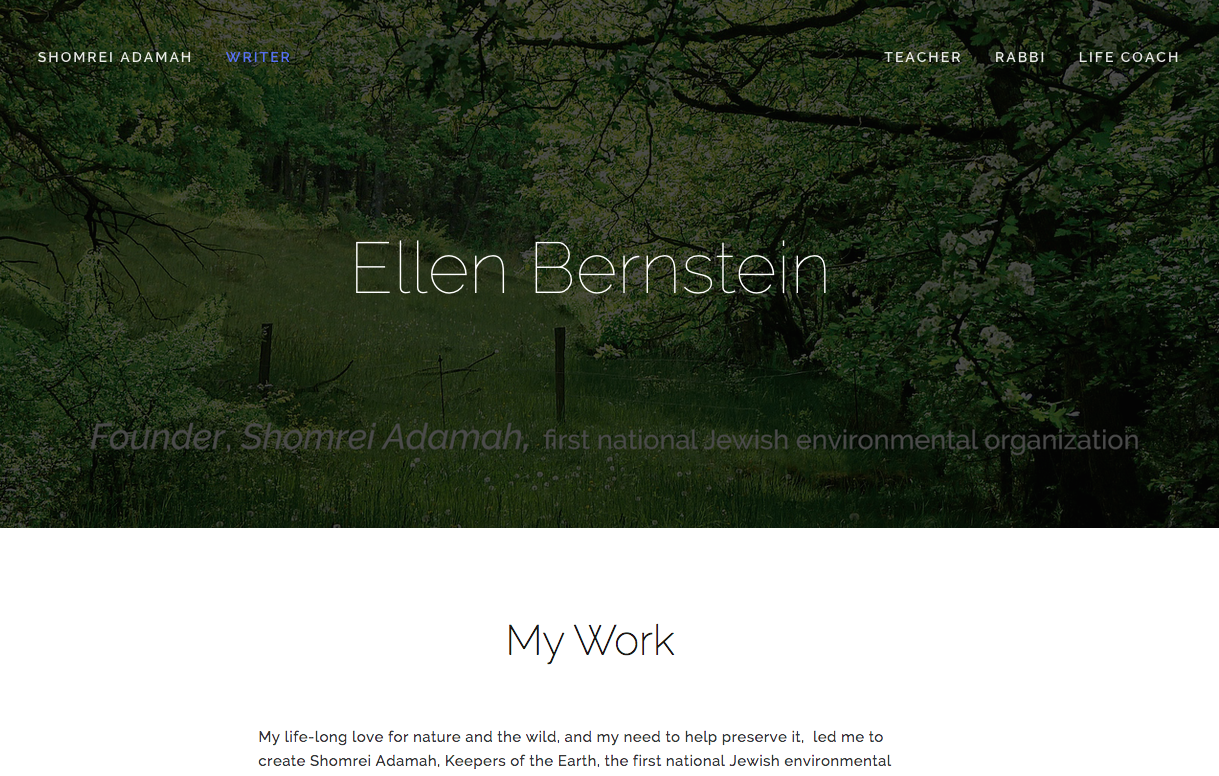 SHOMREI ADAMAH WRITER TEACHER RABBI LIFE COACH
Ellen Bernstein
Founder, Shomrei Adamah, first national Jewish environmental organization
My Work
My life-long love for nature and the wild, and my need to help preserve it,  led me to
create Shomrei Adamah, Keepers of the Earth, the first national Jewish environmental